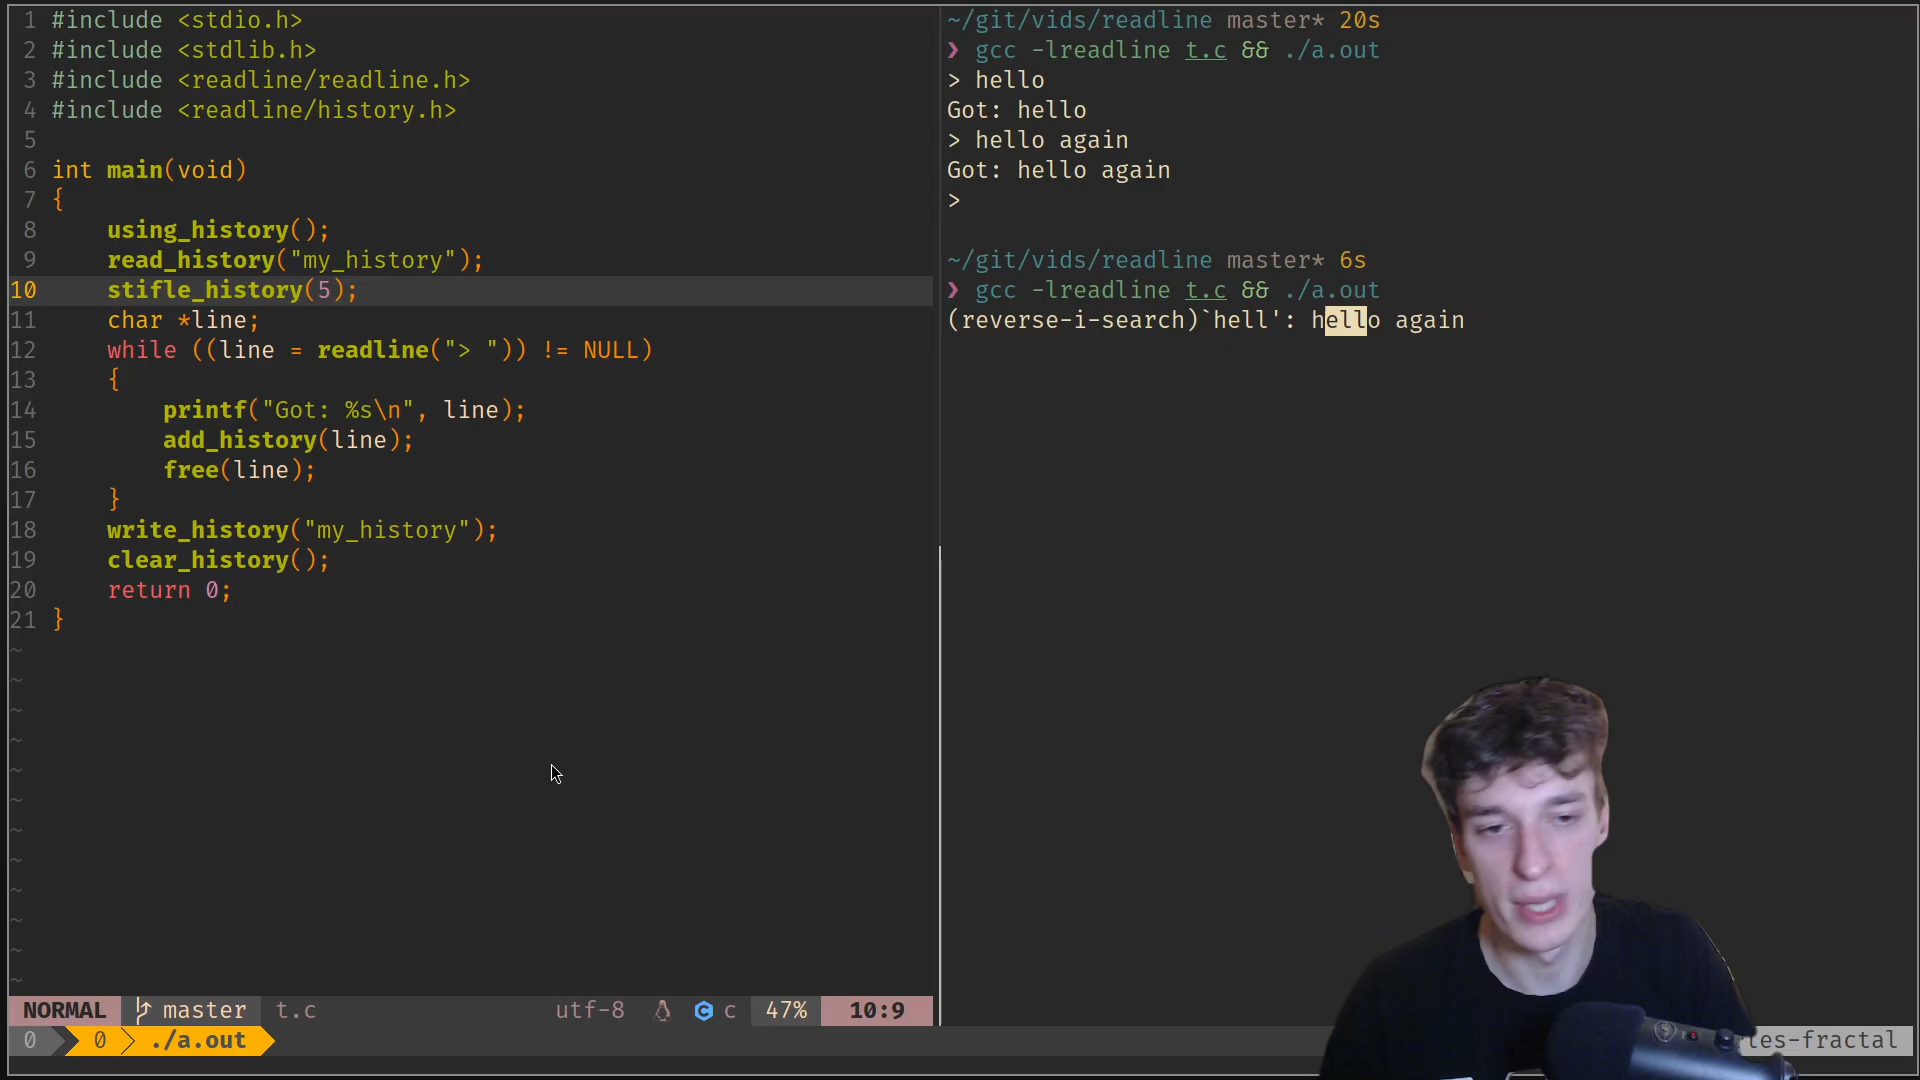 1 #include <stdio.h>
2 #include <stdlib.h>
3 #include <readline/readline.h>
4 #include <readline/history.h>
5
6 int main(void)
7 {
8     using_history();
9     read_history("my_history");
10     stifle_history(5);
11     char *line;
12     while ((line = readline("> ")) != NULL)
13     {
14         printf("Got: %s\n", line);
15         add_history(line);
16         free(line);
17     }
18     write_history("my_history");
19     clear_history();
20     return 0;
21 }
~
~
~
~
~
~
~
~
~
~
~
~
NORMAL master t.c utf-8 c 47% 10:9
0 0 ./a.out
~/git/vids/readline master* 20s
❯ gcc -lreadline t.c && ./a.out
> hello
Got: hello
> hello again
Got: hello again
>
~/git/vids/readline master* 6s
❯ gcc -lreadline t.c && ./a.out
(reverse-i-search)`hell': hello again
tes-fractal